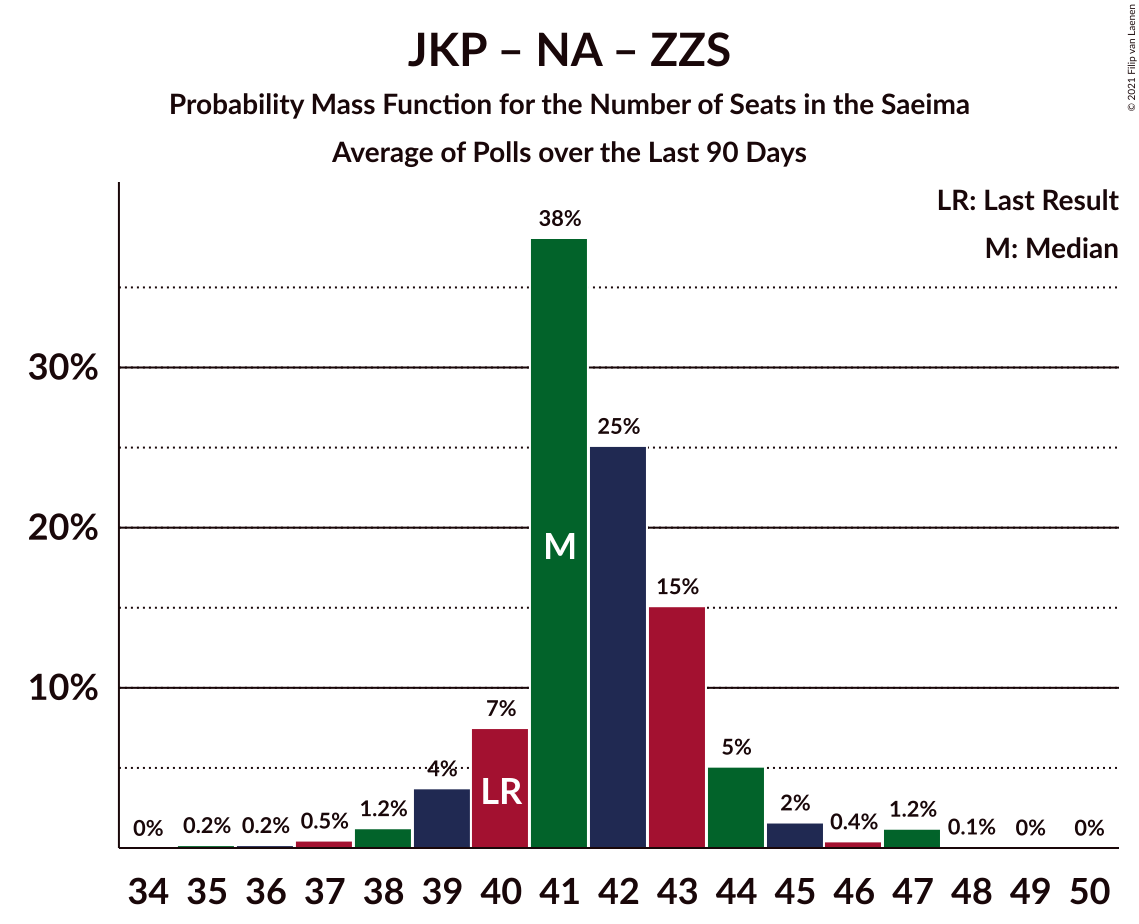 JKP – NA – ZZS
Probability Mass Function for the Number of Seats in the Saeima
Average of Polls over the Last 90 Days
© 2021 Filip van Laenen
LR: Last Result
M: Median
38%
30%
25%
20%
M
15%
10%
7%
5%
4%
LR
2%
1.2%
1.2%
0.5%
0.4%
0.2%
0.2%
0.1%
0%
0%
0%
34 35 36 37 38 39 40 41 42 43 44 45 46 47 48 49 50